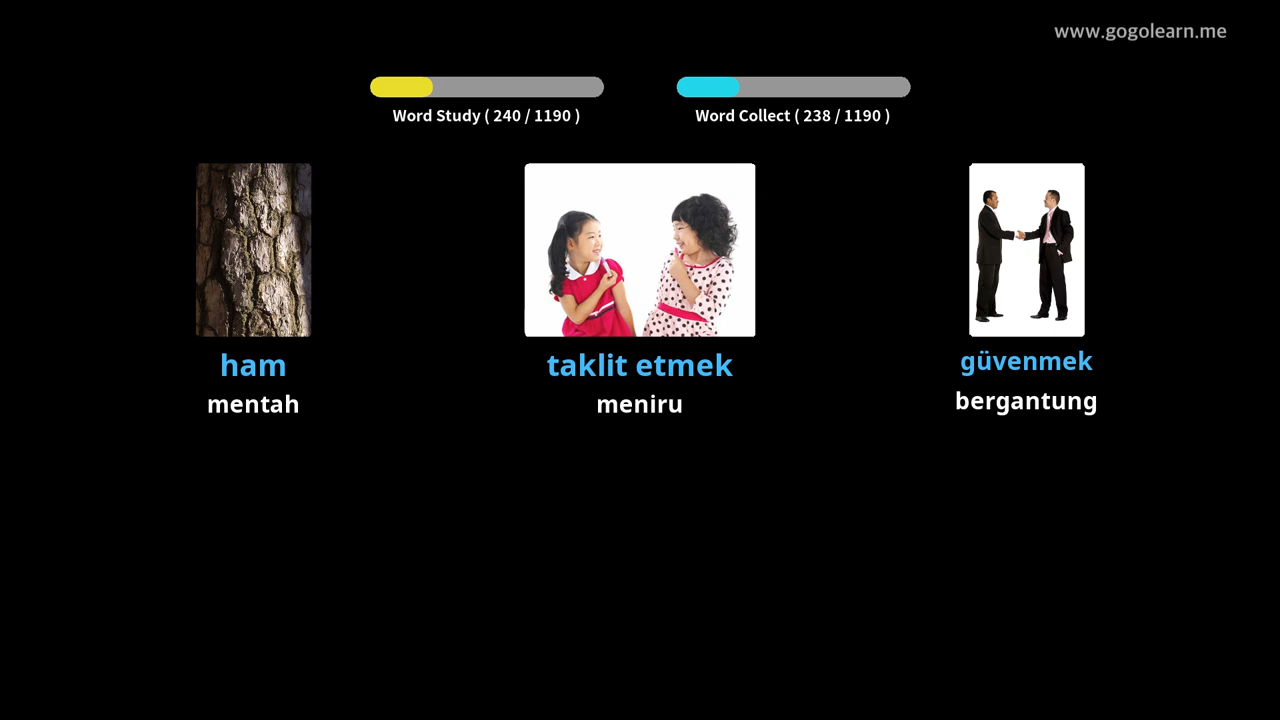 www.gogolearn.me
Word Study ( 240 / 1190 )
Word Collect ( 238 / 1190 )
ham
mentah
taklit etmek
meniru
güvenmek
bergantung